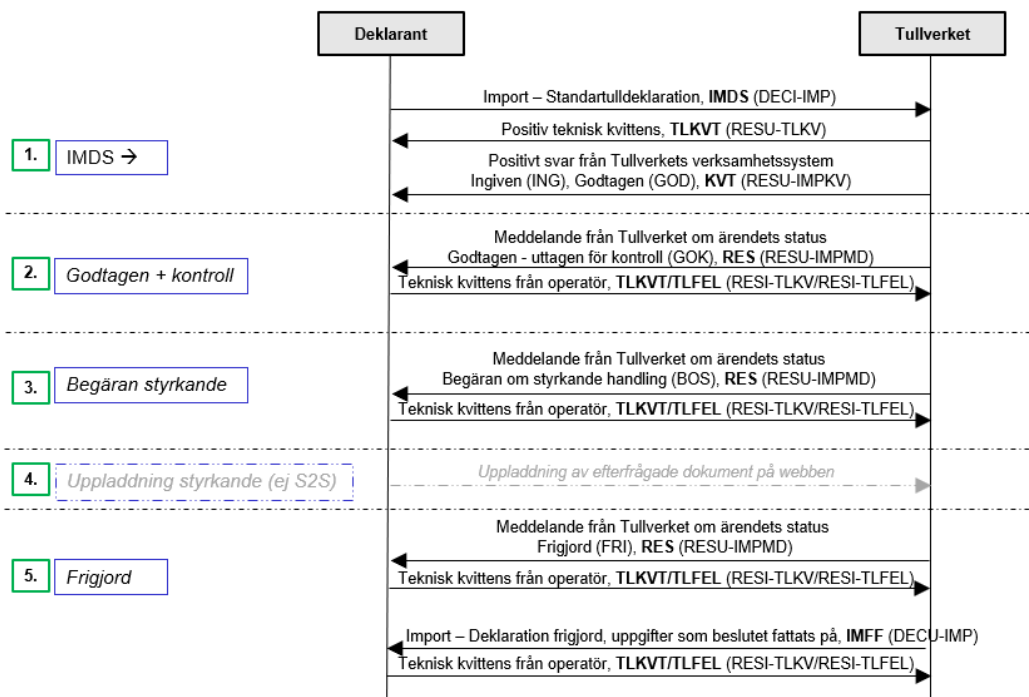 Deklarant
Tullverket
Import – Standartulldeklaration, IMDS (DECI-IMP)
Positiv teknisk kvittens, TLKVT (RESU-TLKV)
1.
IMDS →
Positivt svar från Tullverkets verksamhetssystem
Ingiven (ING), Godtagen (GOD), KVT (RESU-IMPKV)
2.
Godtagen + kontroll
Meddelande från Tullverket om ärendets status
Godtagen - uttagen för kontroll (GOK), RES (RESU-IMPMD)
Teknisk kvittens från operatör, TLKVT/TLFEL (RESI-TLKV/RESI-TLFEL)
3.
Begäran styrkande
Meddelande från Tullverket om ärendets status
Begäran om styrkande handling (BOS), RES (RESU-IMPMD)
Teknisk kvittens från operatör, TLKVT/TLFEL (RESI-TLKV/RESI-TLFEL)
4.
Uppladdning styrkande (ej S2S)
Uppladdning av efterfrågade dokument på webben
5.
Frigjord
Meddelande från Tullverket om ärendets status
Frigjord (FRI), RES (RESU-IMPMD)
Teknisk kvittens från operatör, TLKVT/TLFEL (RESI-TLKV/RESI-TLFEL)
Import – Deklaration frigjord, uppgifter som beslutet fattats på, IMFF (DECU-IMP)
Teknisk kvittens från operatör, TLKVT/TLFEL (RESI-TLKV/RESI-TLFEL)